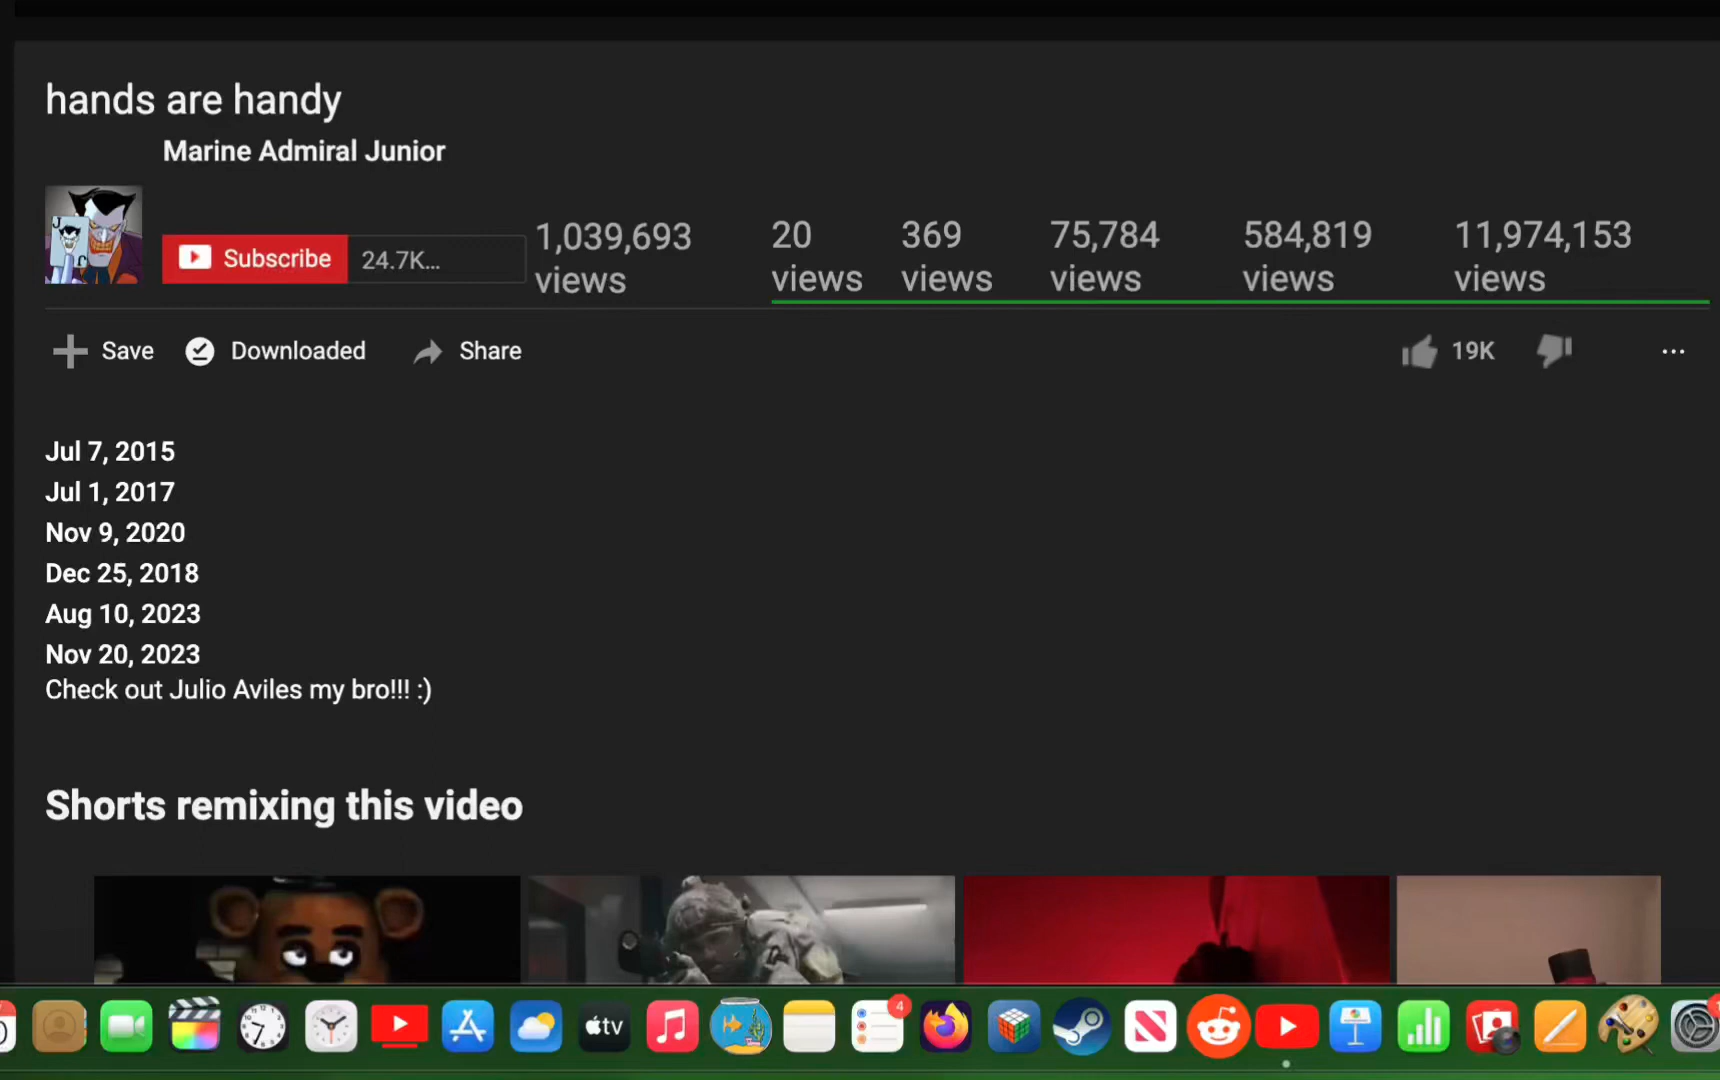 hands are handy
Marine Admiral Junior
Subscribe 24.7K...
1,039,693 views
20 views
369 views
75,784 views
584,819 views
11,974,153 views
Save Downloaded Share 19K ...
Jul 7, 2015
Jul 1, 2017
Nov 9, 2020
Dec 25, 2018
Aug 10, 2023
Nov 20, 2023
Check out Julio Aviles my bro!!! :)
Shorts remixing this video
tv 4